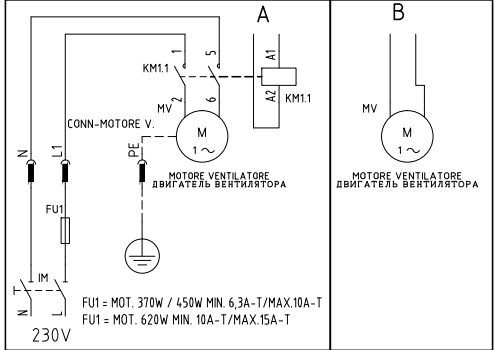 A
B
1
5
A1
KM1.1
A2
KM1.1
2
6
MV
MV
CONN-MOTORE V.
M
1 ~
M
1 ~
N
L1
PE
MOTORE VENTILATORE
ДВИГАТЕЛЬ ВЕНТИЛЯТОРА
MOTORE VENTILATORE
ДВИГАТЕЛЬ ВЕНТИЛЯТОРА
FU1
IM
N
L
FU1 = MOT. 370W / 450W MIN. 6,3A-T/MAX.10A-T
FU1 = MOT. 620W MIN. 10A-T/MAX.15A-T
230V